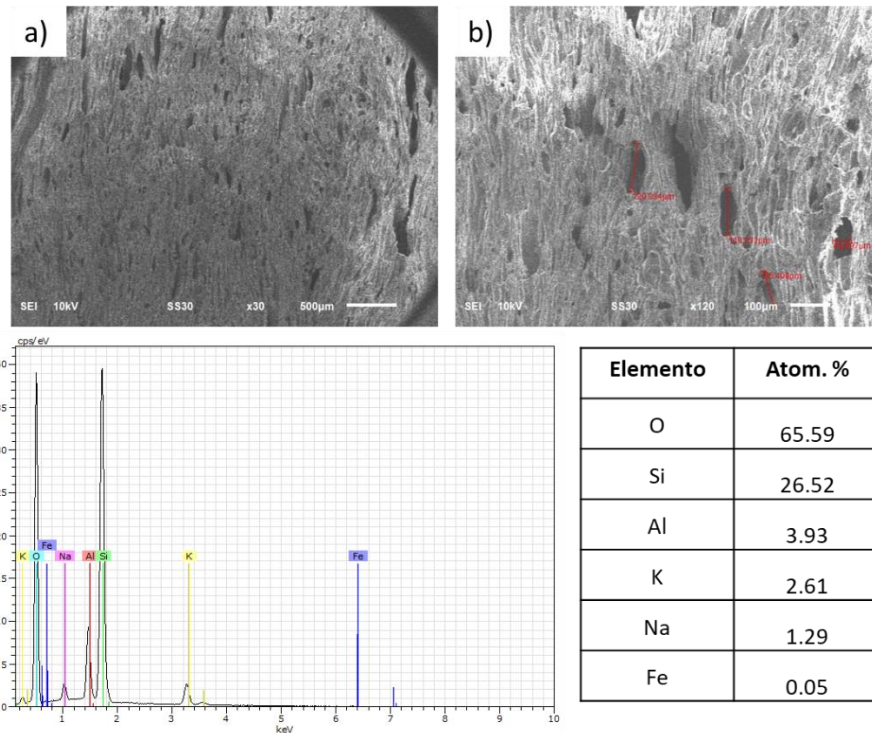 a)
SEI 10kV SS30 x30 500µm
b)
SEI 10kV SS30 x120 100µm
cps/eV
Elemento Atom. %
O 65.59
Si 26.52
Al 3.93
K 2.61
Na 1.29
Fe 0.05
K O Fe Na Al Si K Fe
5
0
1 2 3 4 5 6 7 8 9 10
keV